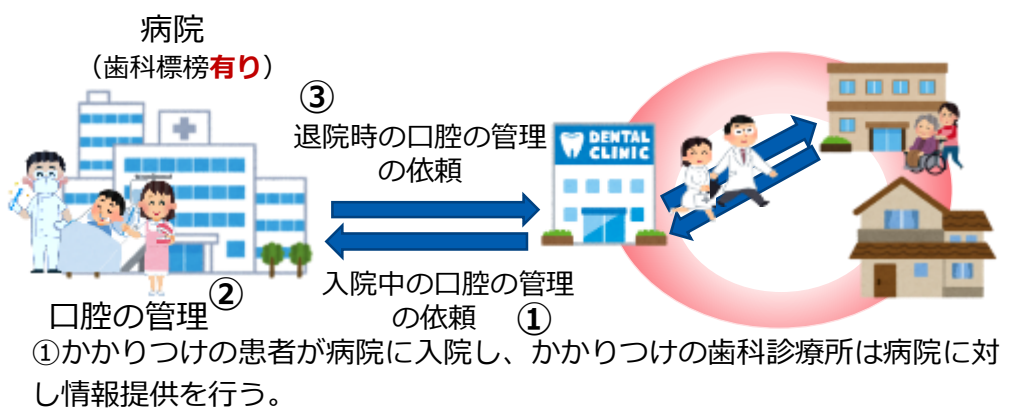 病院
（歯科標榜有り）
③
退院時の口腔の管理
の依頼
DENTAL
CLINIC
入院中の口腔の管理
の依頼 ①
口腔の管理②
①かかりつけの患者が病院に入院し、かかりつけの歯科診療所は病院に対
し情報提供を行う。